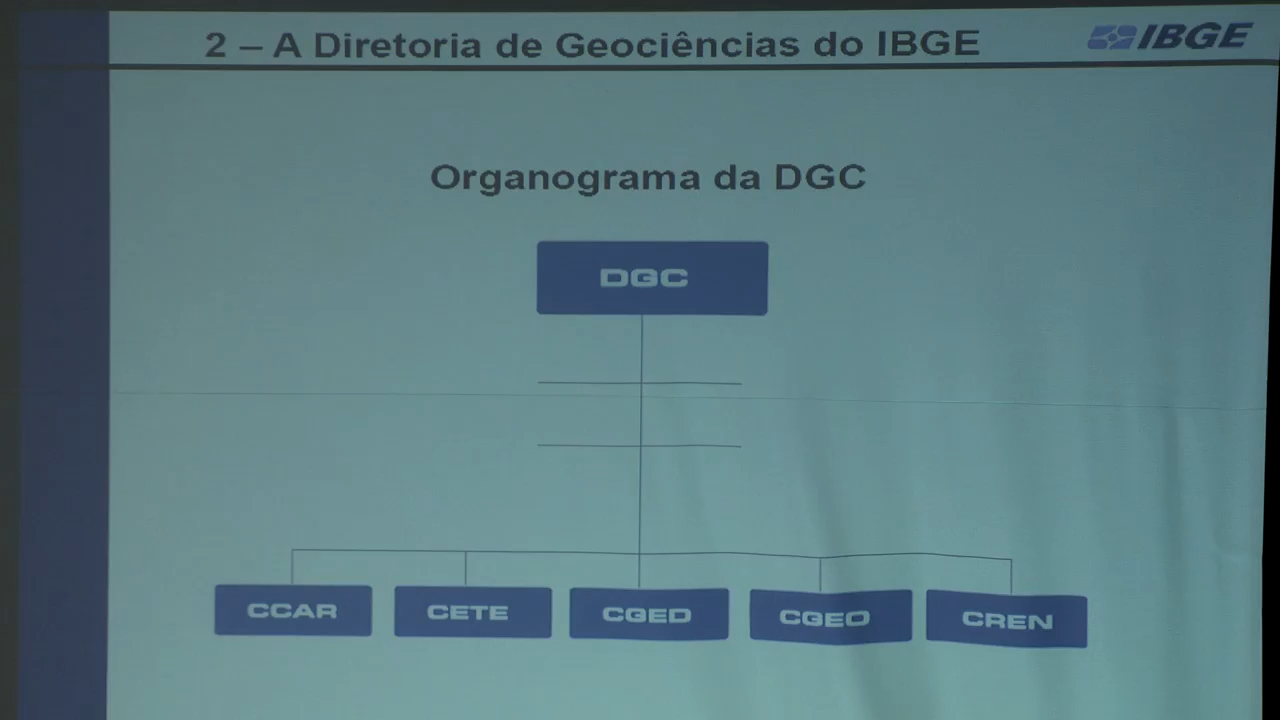 2 – A Diretoria de Geociências do IBGE
IBGE
Organograma da DGC
DGC
CCAR
CETE
CGED
CGEO
CREN